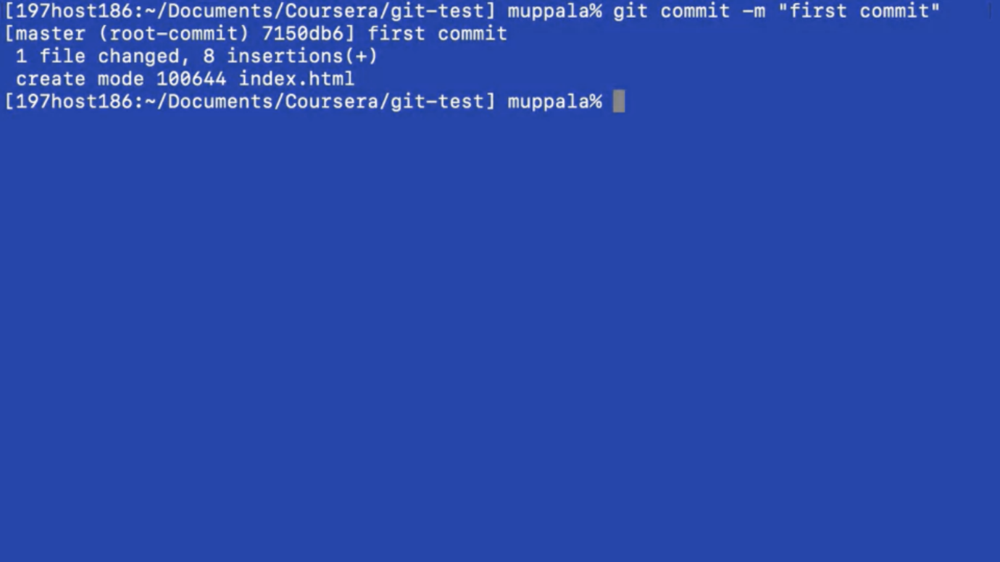 [197host186:~/Documents/Coursera/git-test] muppala% git commit -m "first commit"
[master (root-commit) 7150db6] first commit
 1 file changed, 8 insertions(+)
 create mode 100644 index.html
[197host186:~/Documents/Coursera/git-test] muppala%